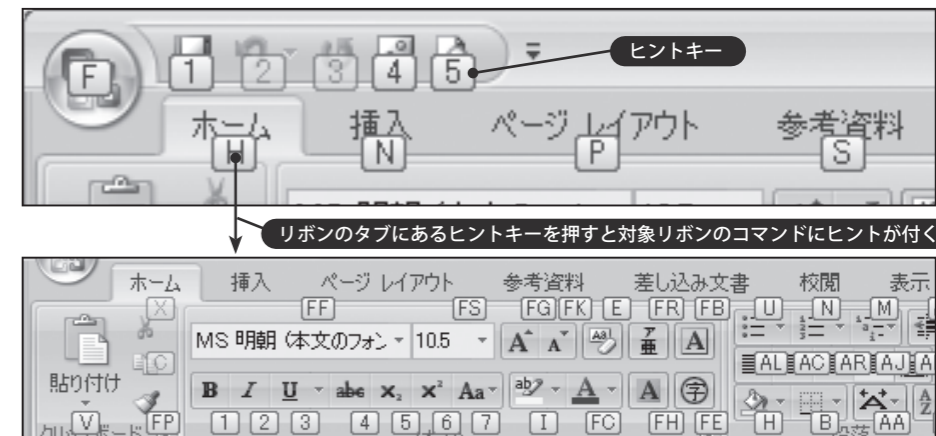 F 1 2 3 4 5 ヒントキー
ホーム 挿入 ページ レイアウト 参考資料
H N P S
リボンのタブにあるヒントキーを押すと対象リボンのコマンドにヒントが付く
ホーム 挿入 ページ レイアウト 参考資料 差し込み文書 校閲 表示
X FF FS FG FK E FR FB U N M
MS 明朝 (本文のフォン 10.5 A A Aa ア 亜 A
C AL AC AR AJ A
貼り付け B I U abc x₂ x² Aa ab A A 字
V FP 1 2 3 4 5 6 7 I FC FH FE H B AA